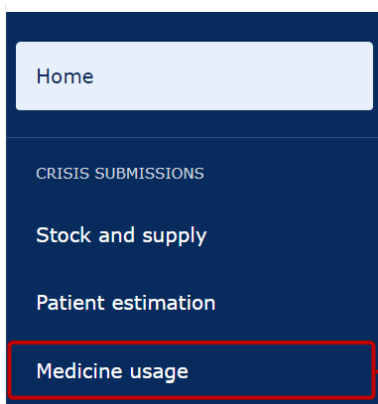 Home
CRISIS SUBMISSIONS
Stock and supply
Patient estimation
Medicine usage